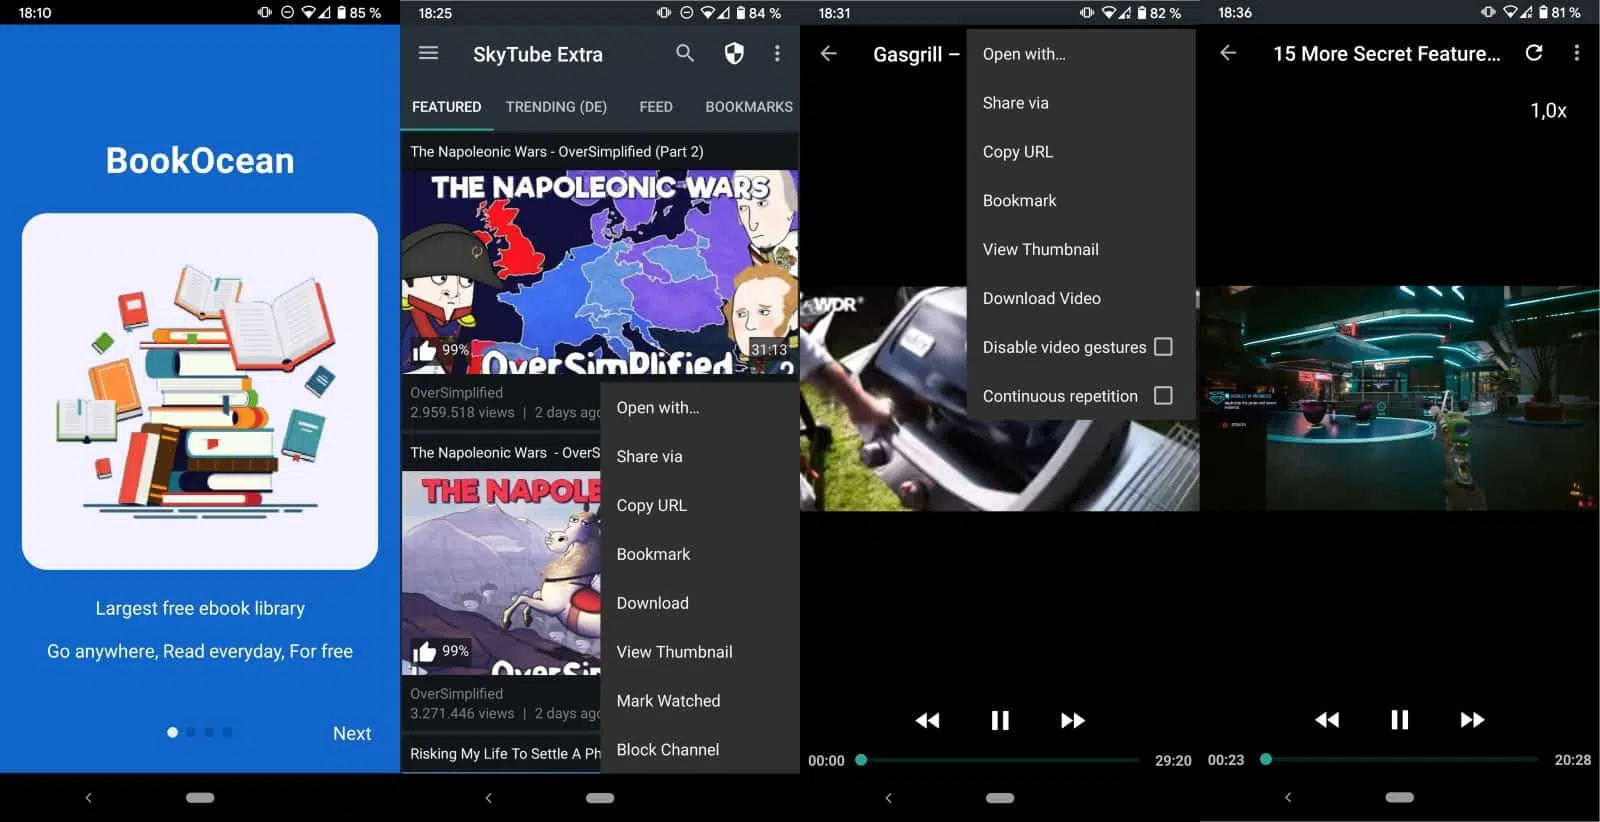 18:10
85 %
BookOcean
Largest free ebook library
Go anywhere, Read everyday, For free
Next
18:25
84 %
SkyTube Extra
FEATURED
TRENDING (DE)
FEED
BOOKMARKS
The Napoleonic Wars - OverSimplified (Part 2)
THE NAPOLEONIC WARS
99%
31:13
OverSimplified
OverSimplified
2.959.518 views | 2 days ago
The Napoleonic Wars - OverS
THE NAPOLE
99%
OverSim
OverSimplified
3.271.446 views | 2 days ago
Risking My Life To Settle A Ph
Open with...
Share via
Copy URL
Bookmark
Download
View Thumbnail
Mark Watched
Block Channel
18:31
82 %
Gasgrill –
Open with...
Share via
Copy URL
Bookmark
View Thumbnail
Download Video
Disable video gestures
Continuous repetition
WDR
00:00
29:20
18:36
81 %
15 More Secret Feature...
1,0x
00:23
20:28